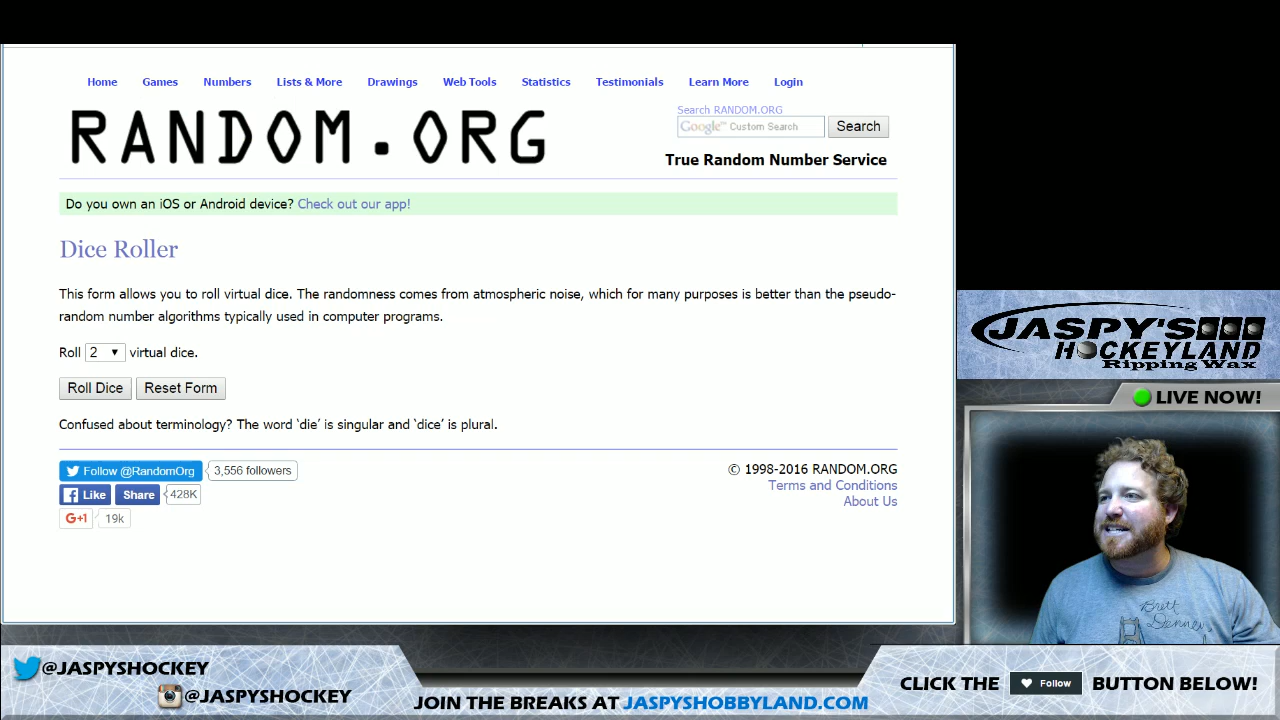 Home Games Numbers Lists & More Drawings Web Tools Statistics Testimonials Learn More Login
RANDOM.ORG
Search RANDOM.ORG
Google™ Custom Search Search
True Random Number Service
Do you own an iOS or Android device? Check out our app!
Dice Roller
This form allows you to roll virtual dice. The randomness comes from atmospheric noise, which for many purposes is better than the pseudo-
random number algorithms typically used in computer programs.
Roll 2 virtual dice.
Roll Dice Reset Form
Confused about terminology? The word ‘die’ is singular and ‘dice’ is plural.
Follow @RandomOrg 3,556 followers
Like Share 428K
G+1 19k
© 1998-2016 RANDOM.ORG
Terms and Conditions
About Us
JASPY'S
HOCKEYLAND
Ripping Wax
LIVE NOW!
Brett
@JASPYSHOCKEY
@JASPYSHOCKEY
JOIN THE BREAKS AT JASPYSHOBBYLAND.COM
CLICK THE Follow BUTTON BELOW!